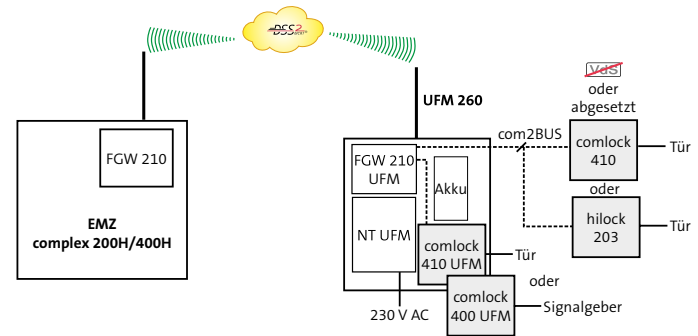 DSS2
UFM 260
VdS
oder
abgesetzt
com2BUS
comlock
410
Tür
oder
hilock
203
Tür
FGW 210
EMZ
complex 200H/400H
FGW 210
UFM
Akku
NT UFM
comlock
410 UFM
Tür
oder
comlock
400 UFM
Signalgeber
230 V AC